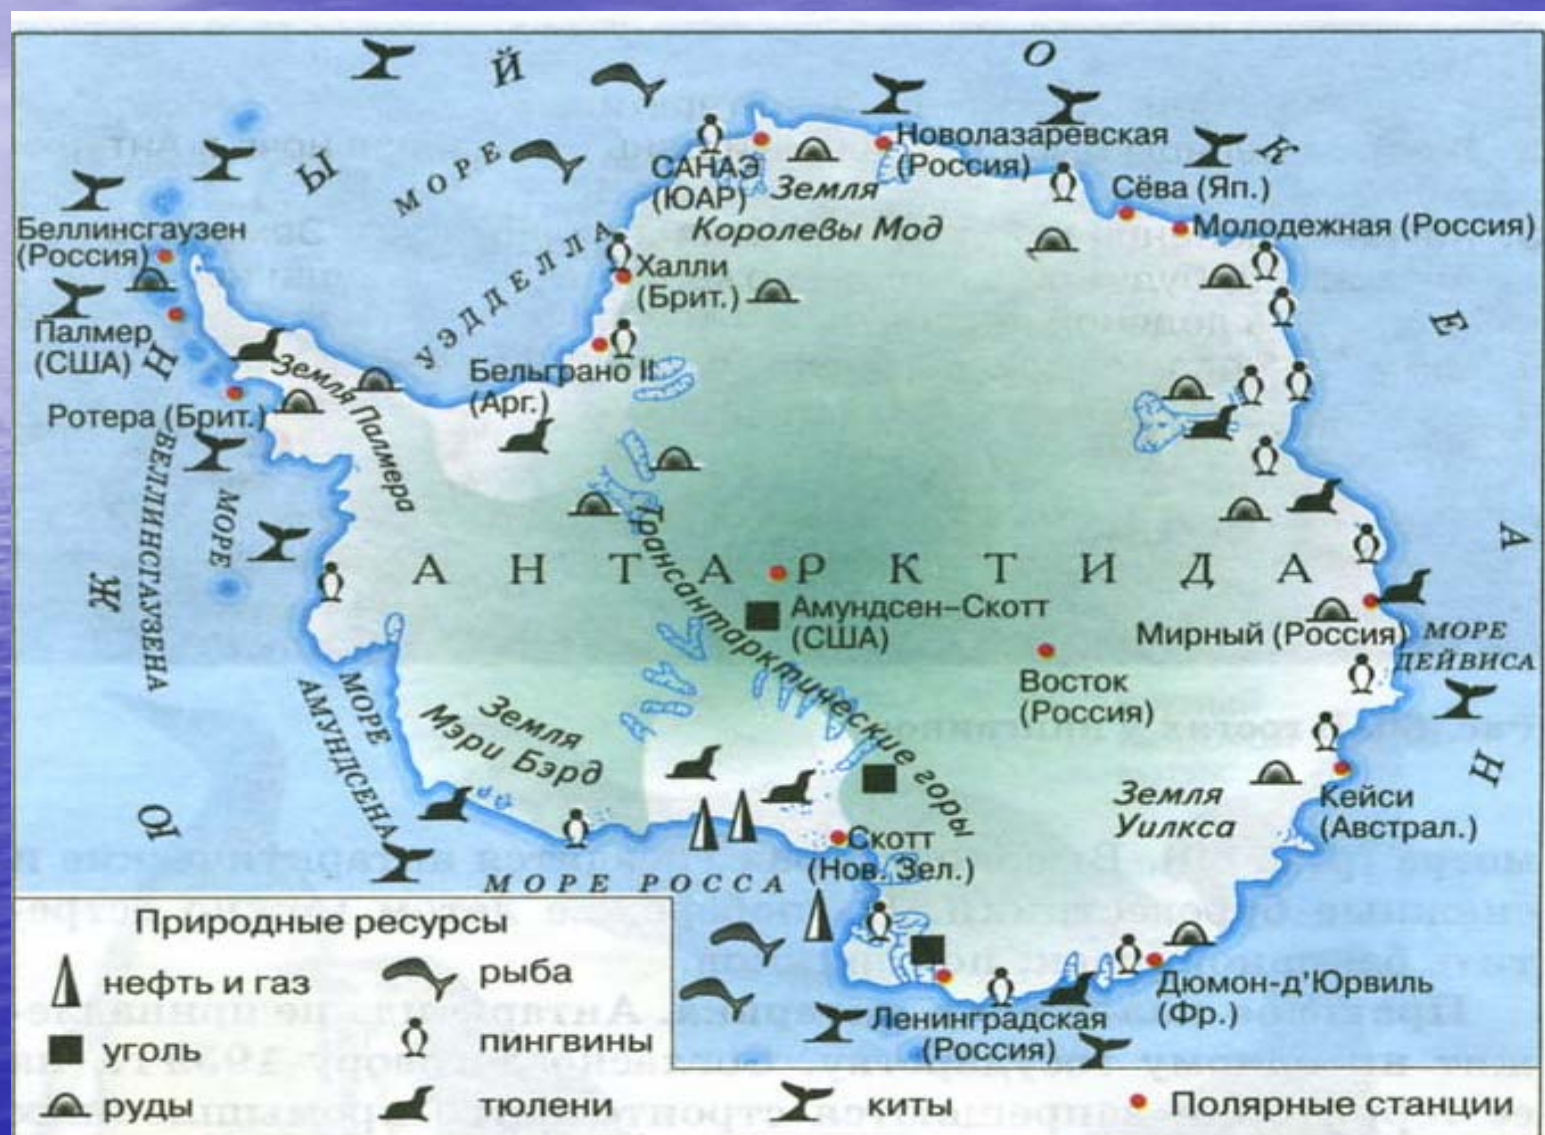 Ю Ж Н Ы Й О К Е А Н
МОРЕ
УЭДДЕЛЛА
САНАЭ
(ЮАР)
Новолазаревская
(Россия)
Сёва (Яп.)
Молодежная (Россия)
Земля
Королевы Мод
Беллинсгаузен
(Россия)
Халли
(Брит.)
Палмер
(США)
Земля Палмера
Бельграно II
(Арг.)
Ротера (Брит.)
МОРЕ
БЕЛЛИНСГАУЗЕНА
Трансантарктические горы
А Н Т А Р К Т И Д А
Амундсен–Скотт
(США)
Мирный (Россия)
МОРЕ
ДЕЙВИСА
Восток
(Россия)
МОРЕ
АМУНДСЕНА
Земля
Мэри Бэрд
Земля
Уилкса
Кейси
(Австрал.)
Скотт
(Нов. Зел.)
МОРЕ РОССА
Дюмон-д’Юрвиль
(Фр.)
Ленинградская
(Россия)
Природные ресурсы
нефть и газ
рыба
уголь
пингвины
руды
тюлени
киты
Полярные станции